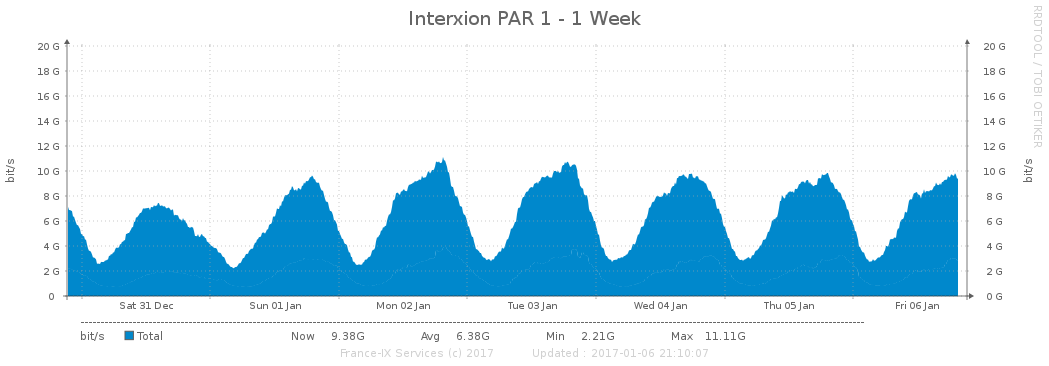 Interxion PAR 1 - 1 Week
RRDTOOL / TOBI OETIKER
bit/s
20 G 20 G
18 G 18 G
16 G 16 G
14 G 14 G
12 G 12 G
10 G 10 G
8 G 8 G
6 G 6 G
4 G 4 G
2 G 2 G
0 0 G
bit/s
Sat 31 Dec Sun 01 Jan Mon 02 Jan Tue 03 Jan Wed 04 Jan Thu 05 Jan Fri 06 Jan
bit/s Total Now 9.38G Avg 6.38G Min 2.21G Max 11.11G
France-IX Services (c) 2017 Updated : 2017-01-06 21:10:07